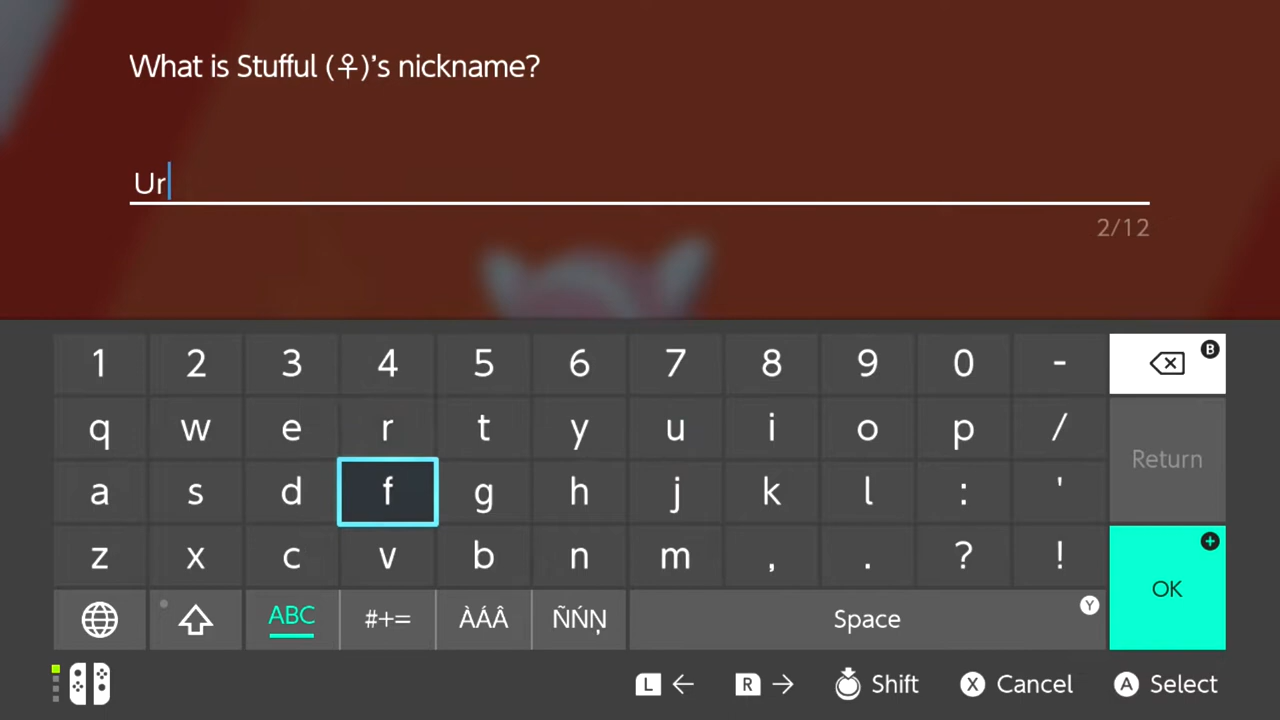 What is Stufful (♀)'s nickname?
Ur
2/12
1 2 3 4 5 6 7 8 9 0 - B
q w e r t y u i o p /
Return
a s d f g h j k l : '
z x c v b n m , . ? ! +
OK
ABC #+= ÀÁÂ ÑŃŅ Space Y
L ← R → Shift X Cancel A Select